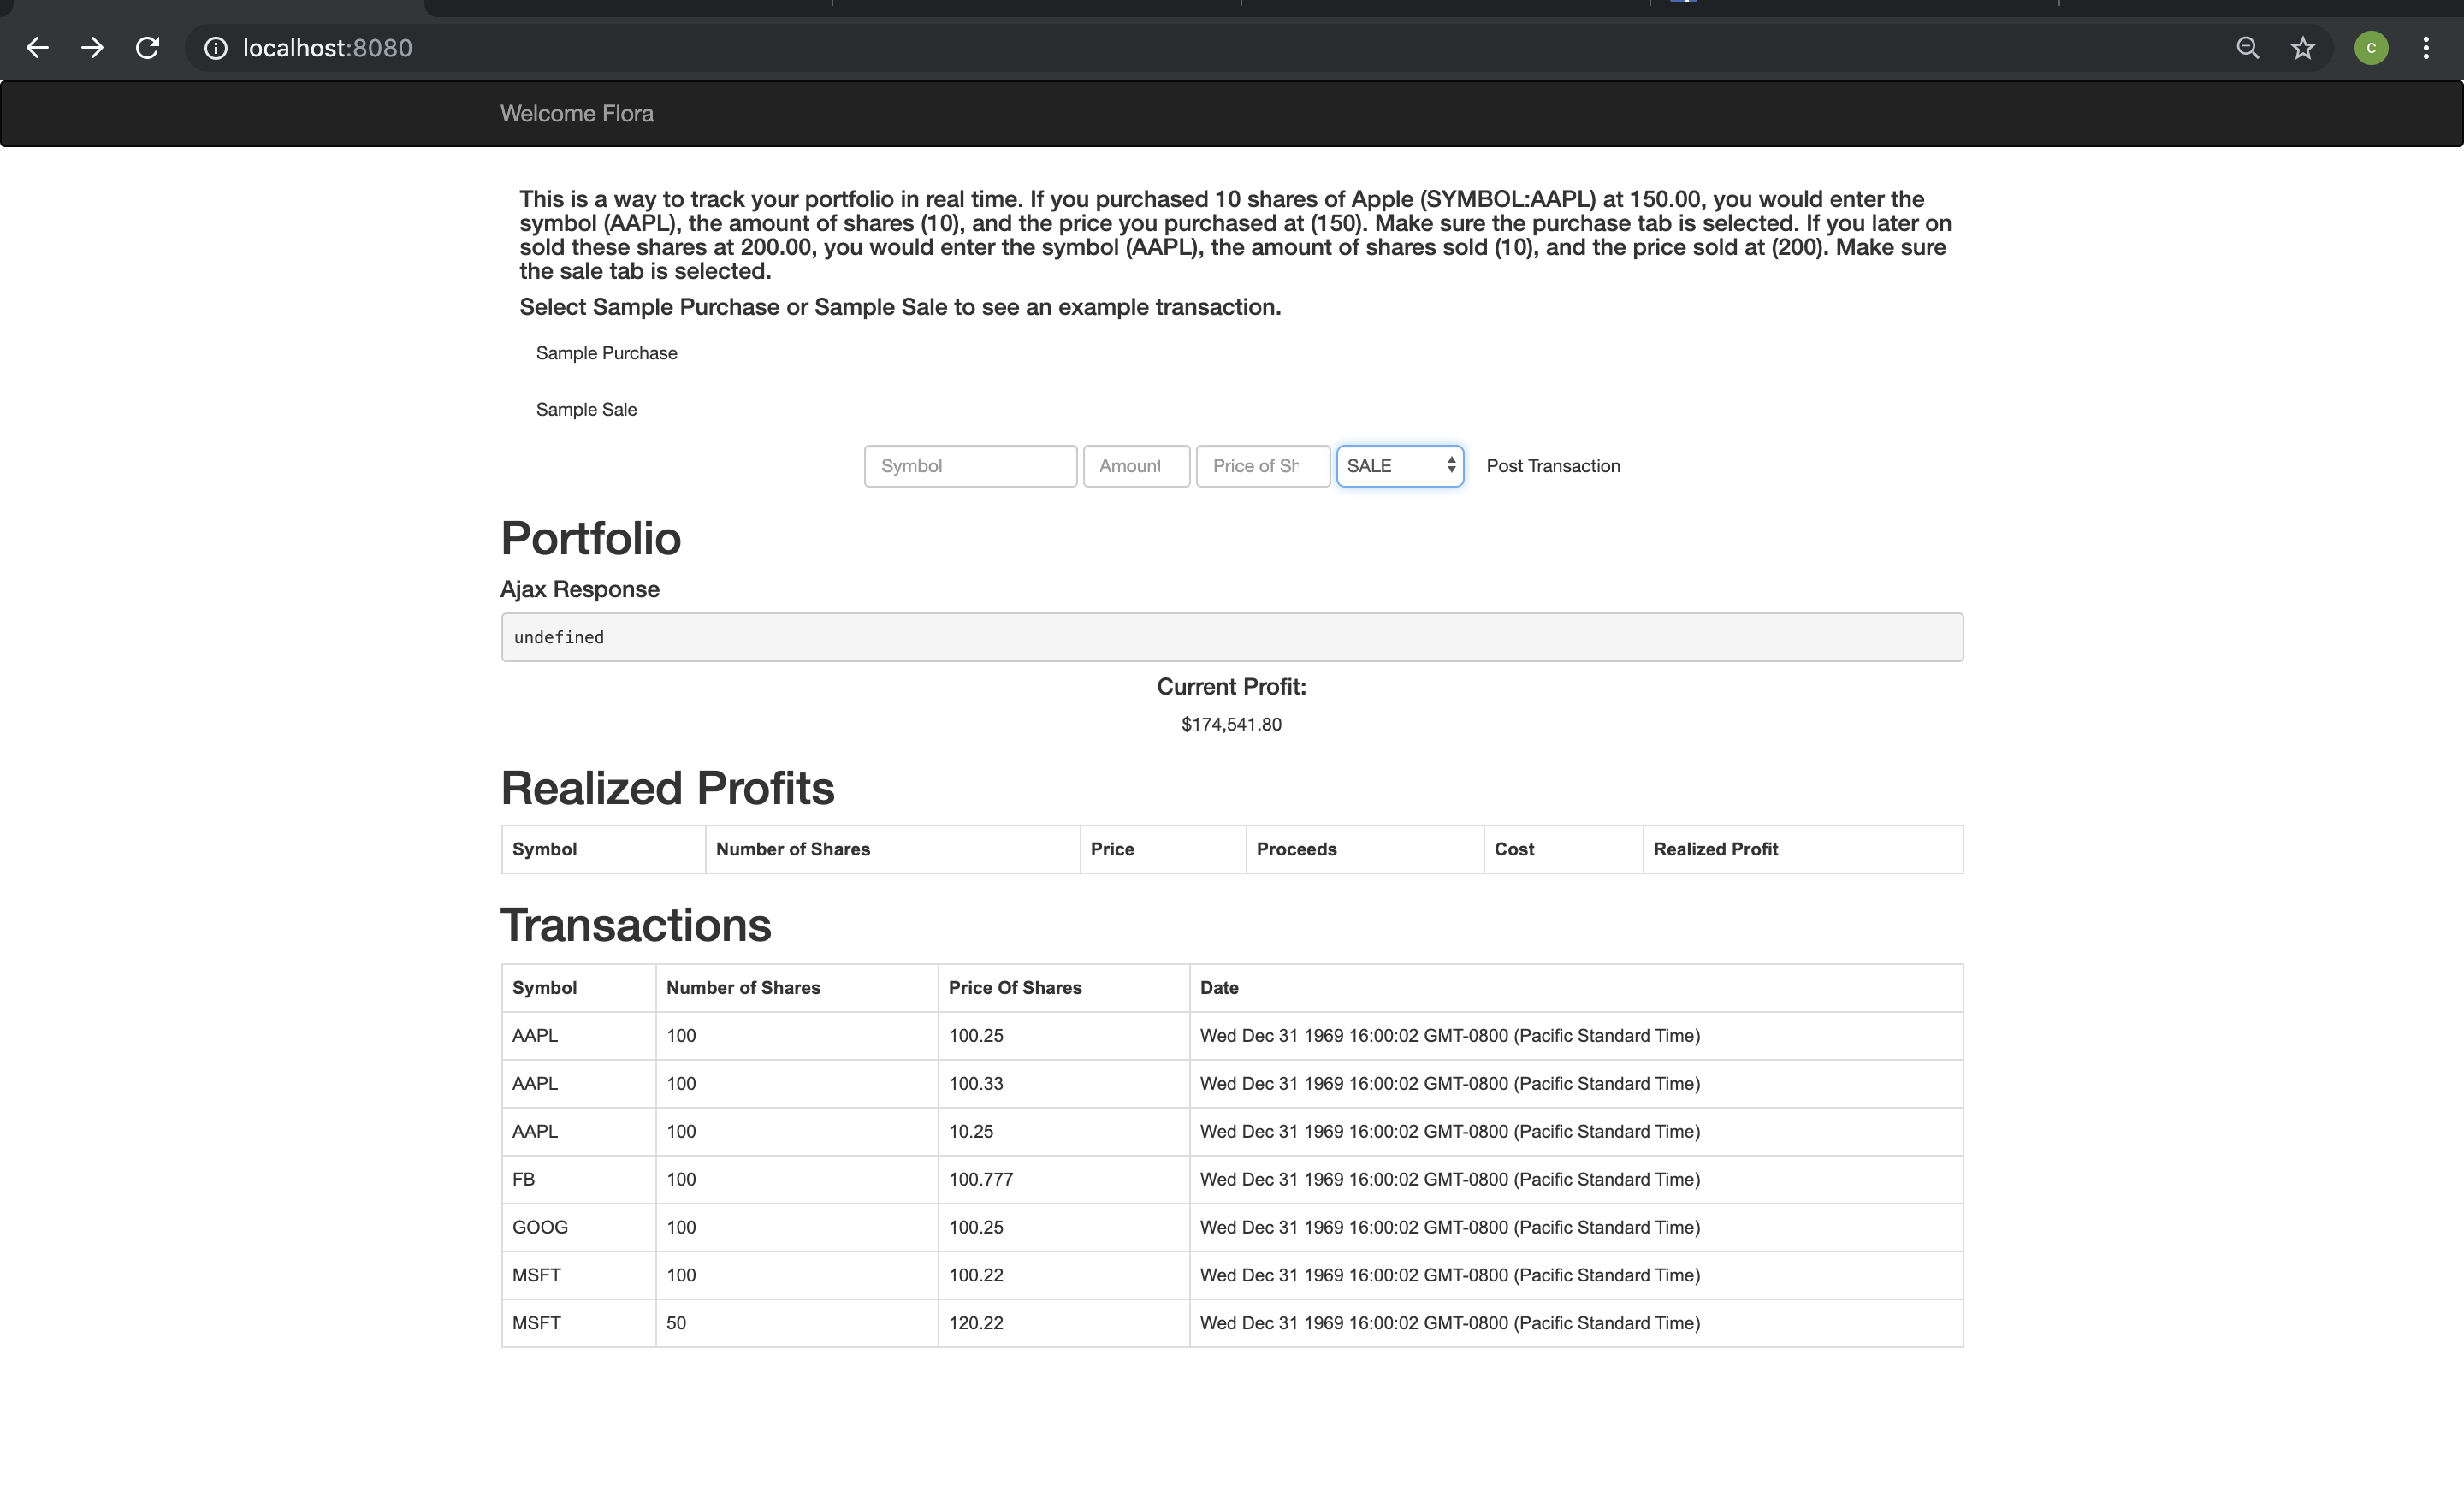 localhost:8080
C
Welcome Flora
This is a way to track your portfolio in real time. If you purchased 10 shares of Apple (SYMBOL:AAPL) at 150.00, you would enter the
symbol (AAPL), the amount of shares (10), and the price you purchased at (150). Make sure the purchase tab is selected. If you later on
sold these shares at 200.00, you would enter the symbol (AAPL), the amount of shares sold (10), and the price sold at (200). Make sure
the sale tab is selected.
Select Sample Purchase or Sample Sale to see an example transaction.
Sample Purchase
Sample Sale
Symbol Amount Price of Sh SALE Post Transaction
Portfolio
Ajax Response
undefined
Current Profit:
$174,541.80
Realized Profits
Symbol Number of Shares Price Proceeds Cost Realized Profit
Transactions
Symbol Number of Shares Price Of Shares Date
AAPL 100 100.25 Wed Dec 31 1969 16:00:02 GMT-0800 (Pacific Standard Time)
AAPL 100 100.33 Wed Dec 31 1969 16:00:02 GMT-0800 (Pacific Standard Time)
AAPL 100 10.25 Wed Dec 31 1969 16:00:02 GMT-0800 (Pacific Standard Time)
FB 100 100.777 Wed Dec 31 1969 16:00:02 GMT-0800 (Pacific Standard Time)
GOOG 100 100.25 Wed Dec 31 1969 16:00:02 GMT-0800 (Pacific Standard Time)
MSFT 100 100.22 Wed Dec 31 1969 16:00:02 GMT-0800 (Pacific Standard Time)
MSFT 50 120.22 Wed Dec 31 1969 16:00:02 GMT-0800 (Pacific Standard Time)